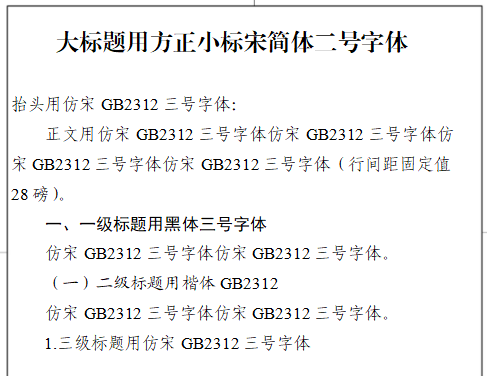 大标题用方正小标宋简体二号字体
抬头用仿宋 GB2312 三号字体：
正文用仿宋 GB2312 三号字体仿宋 GB2312 三号字体仿
宋 GB2312 三号字体仿宋 GB2312 三号字体（行间距固定值
28 磅）。
一、一级标题用黑体三号字体
仿宋 GB2312 三号字体仿宋 GB2312 三号字体。
（一）二级标题用楷体 GB2312
仿宋 GB2312 三号字体仿宋 GB2312 三号字体。
1.三级标题用仿宋 GB2312 三号字体